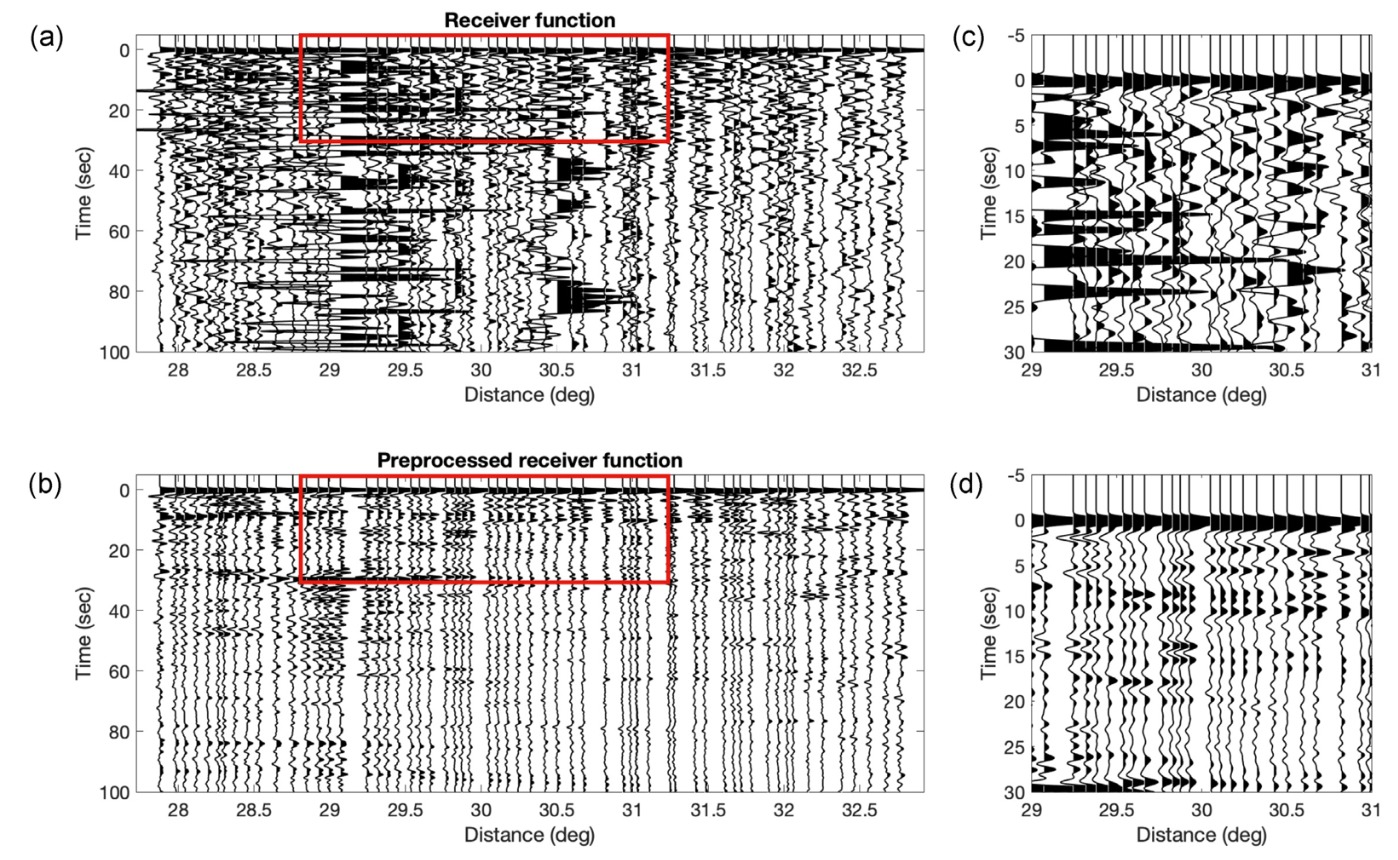 (a)
Receiver function
0
20
40
60
80
100
Time (sec)
28 28.5 29 29.5 30 30.5 31 31.5 32 32.5
Distance (deg)
(c)
-5
0
5
10
15
20
25
30
Time (sec)
29 29.5 30 30.5 31
Distance (deg)
(b)
Preprocessed receiver function
0
20
40
60
80
100
Time (sec)
28 28.5 29 29.5 30 30.5 31 31.5 32 32.5
Distance (deg)
(d)
-5
0
5
10
15
20
25
30
Time (sec)
29 29.5 30 30.5 31
Distance (deg)